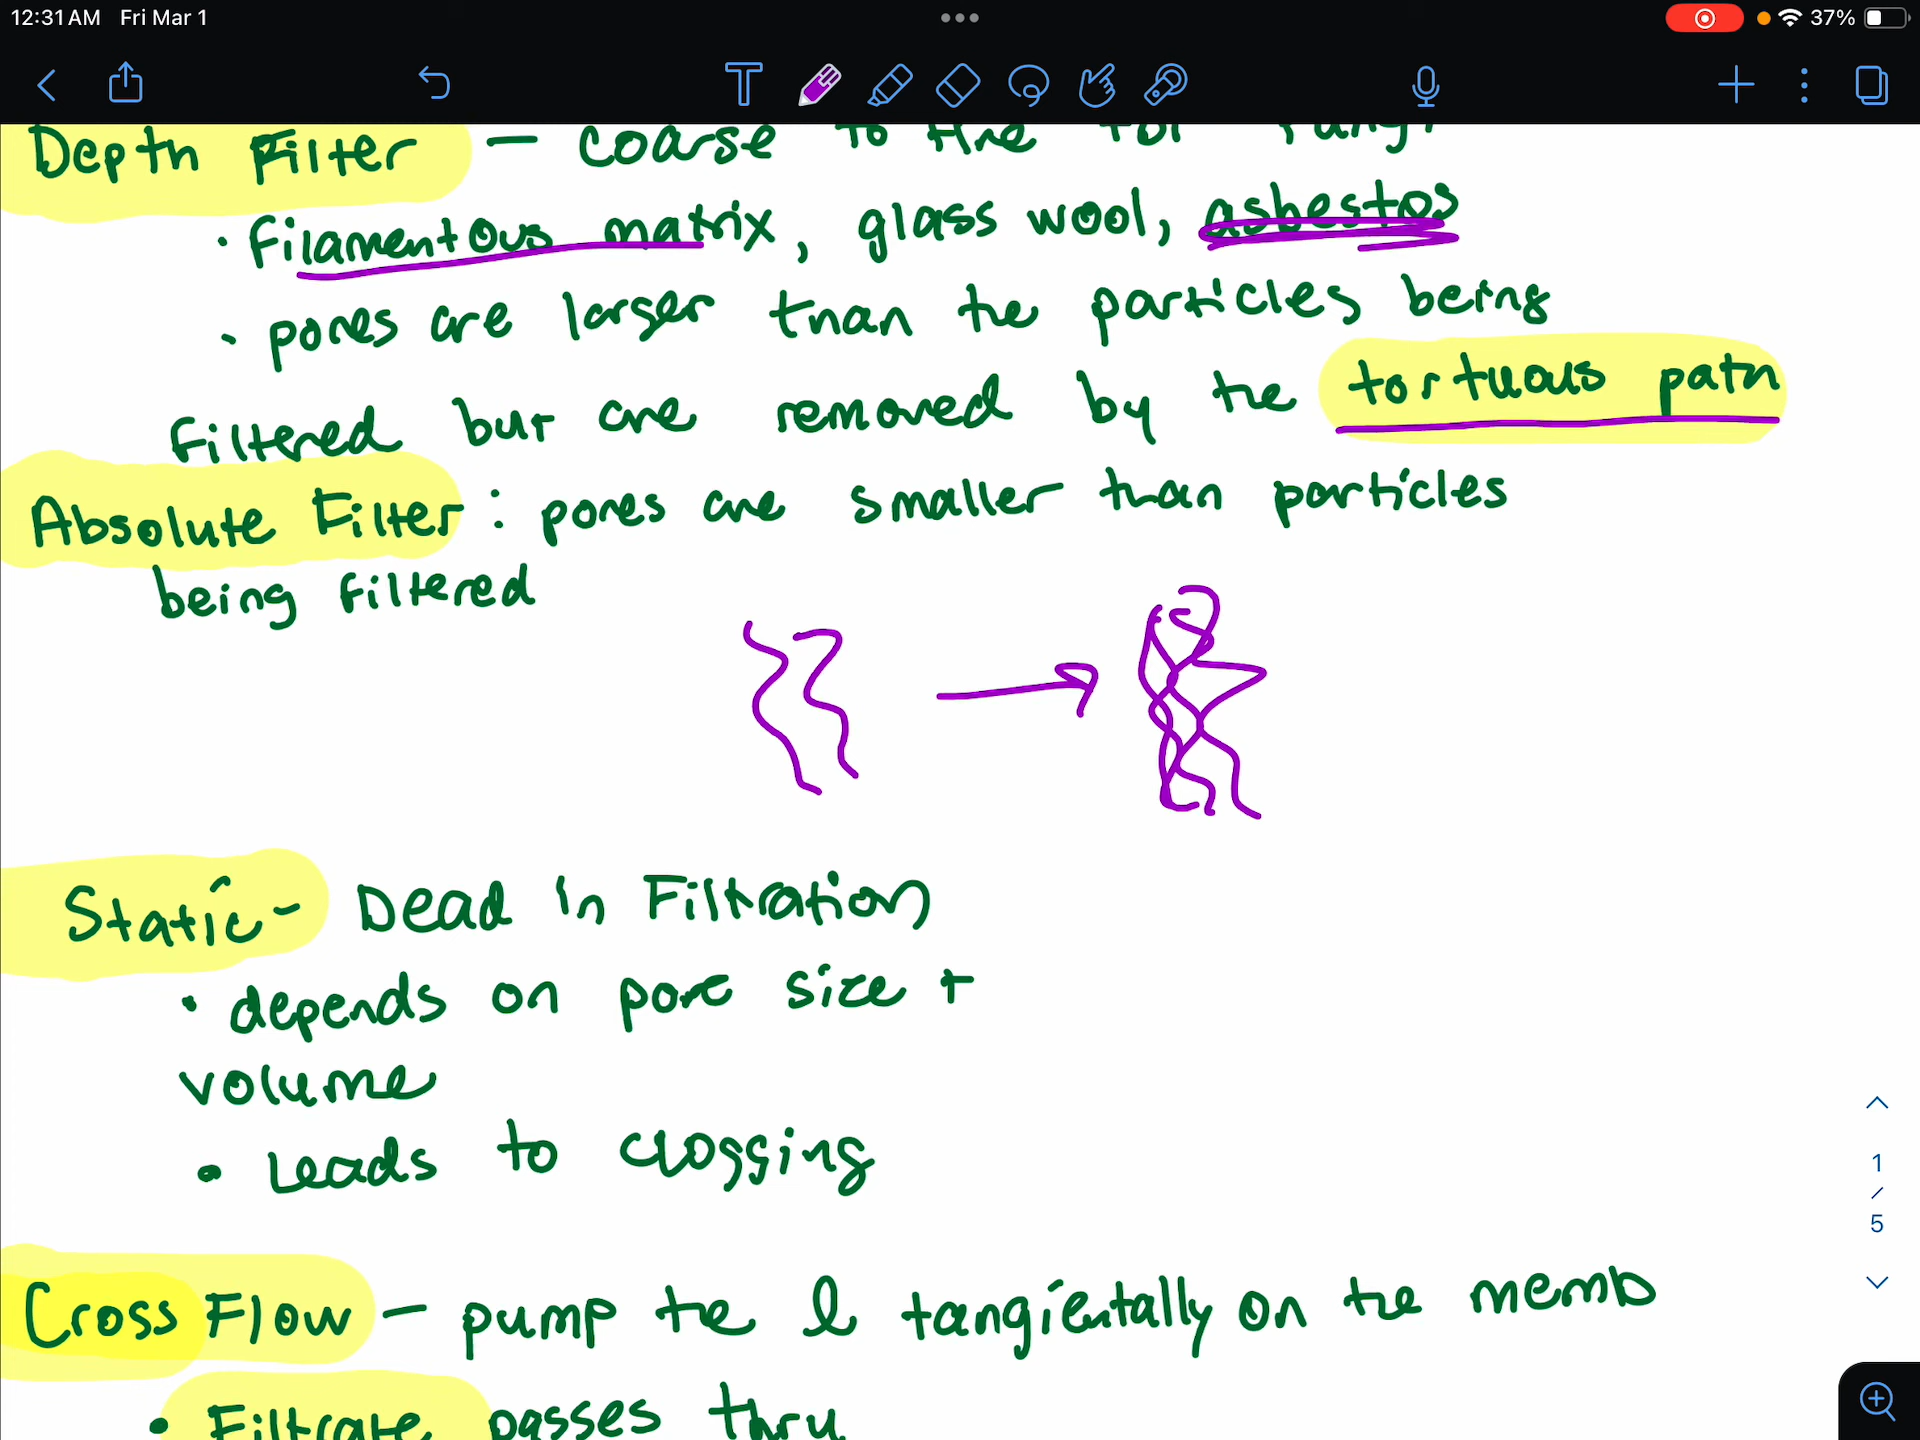 12:31 AM Fri Mar 1
37%
T
Depth Filter – coarse to fine for fungi
• filamentous matrix, glass wool, asbestos
• pores are larger than the particles being
filtered but are removed by the tortuous path
Absolute Filter : pores are smaller than particles
being filtered
Static - Dead in Filtration
• depends on pore size +
volume
• Leads to clogging
Cross Flow – pump the l tangientally on the memb
• Filtrate passes thru
1
/
5